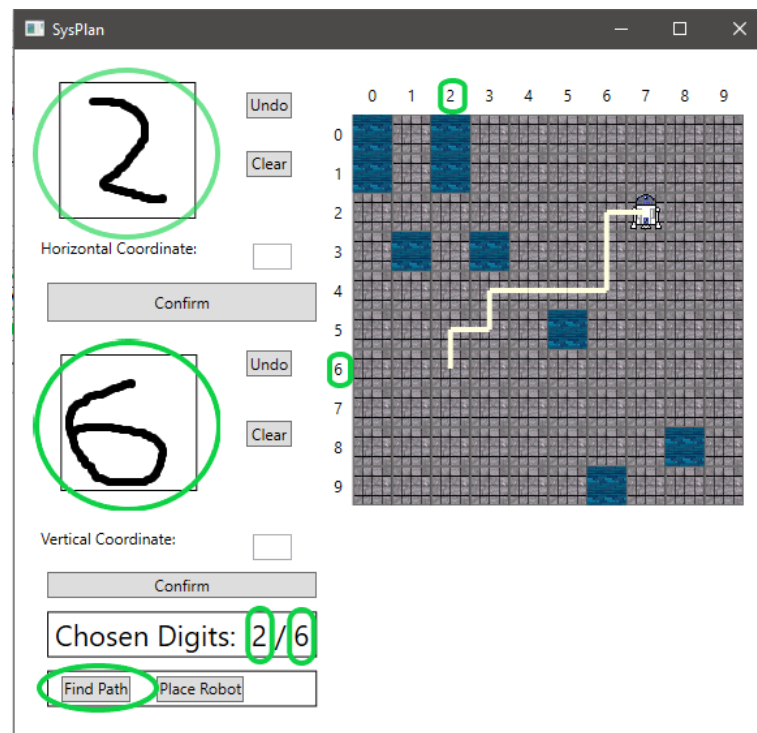 SysPlan
2
Undo
Clear
Horizontal Coordinate:
Confirm
6
Undo
Clear
Vertical Coordinate:
Confirm
Chosen Digits: 2/6
Find Path Place Robot
0 1 2 3 4 5 6 7 8 9
0
1
2
3
4
5
6
7
8
9